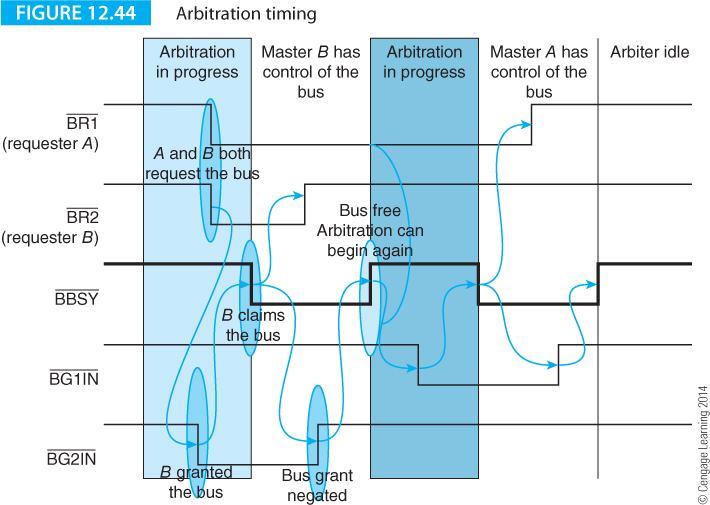 FIGURE 12.44 Arbitration timing
Arbitration
in progress
Master B has
control of the
bus
Arbitration
in progress
Master A has
control of the
bus
Arbiter idle
BR1
(requester A)
A and B both
request the bus
BR2
(requester B)
Bus free
Arbitration can
begin again
BBSY
B claims
the bus
BG1IN
BG2IN
B granted
the bus
Bus grant
negated
© Cengage Learning 2014